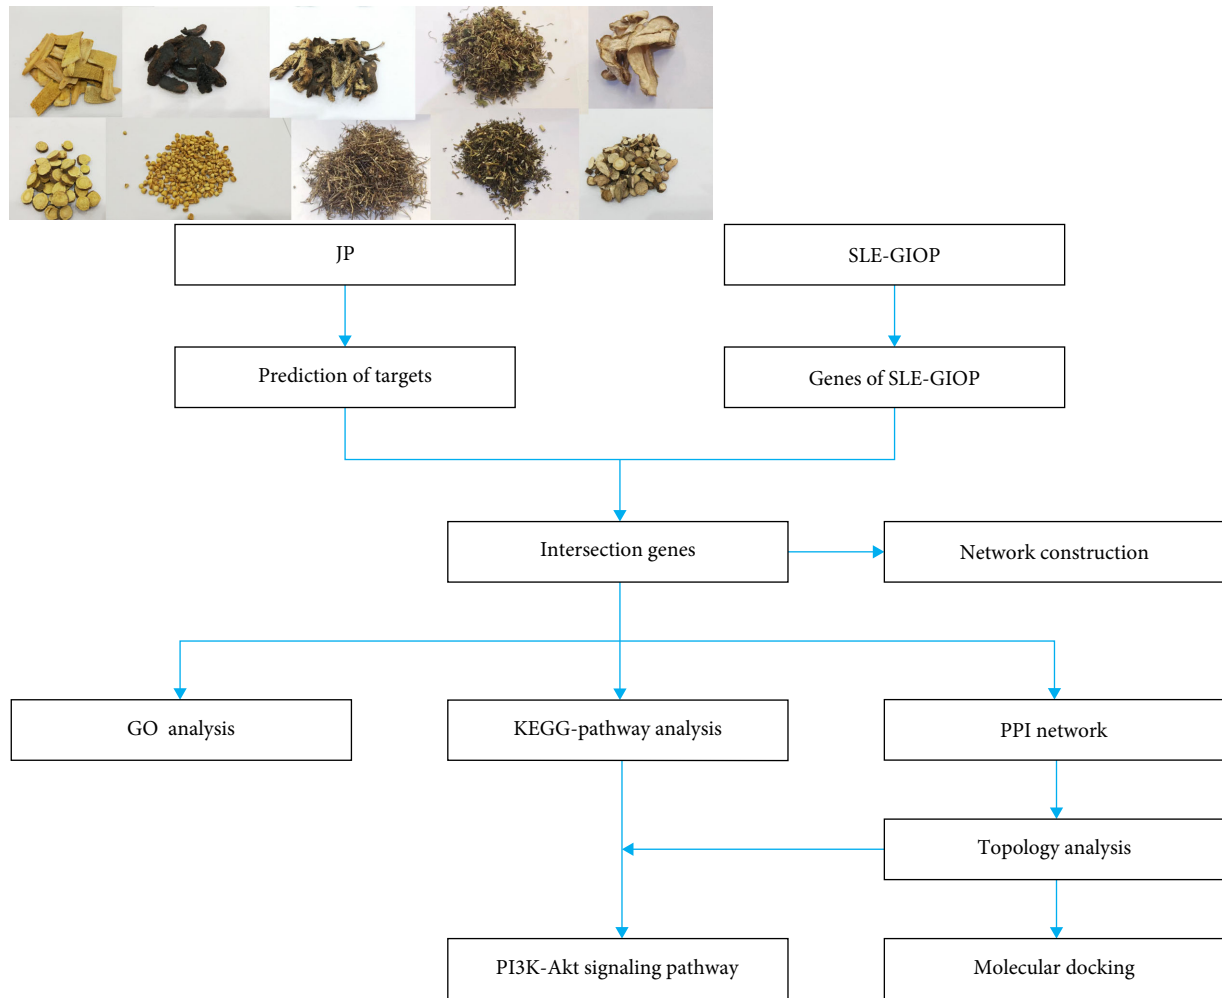 JP
SLE-GIOP
Prediction of targets
Genes of SLE-GIOP
Intersection genes
Network construction
GO analysis
KEGG-pathway analysis
PPI network
Topology analysis
PI3K-Akt signaling pathway
Molecular docking